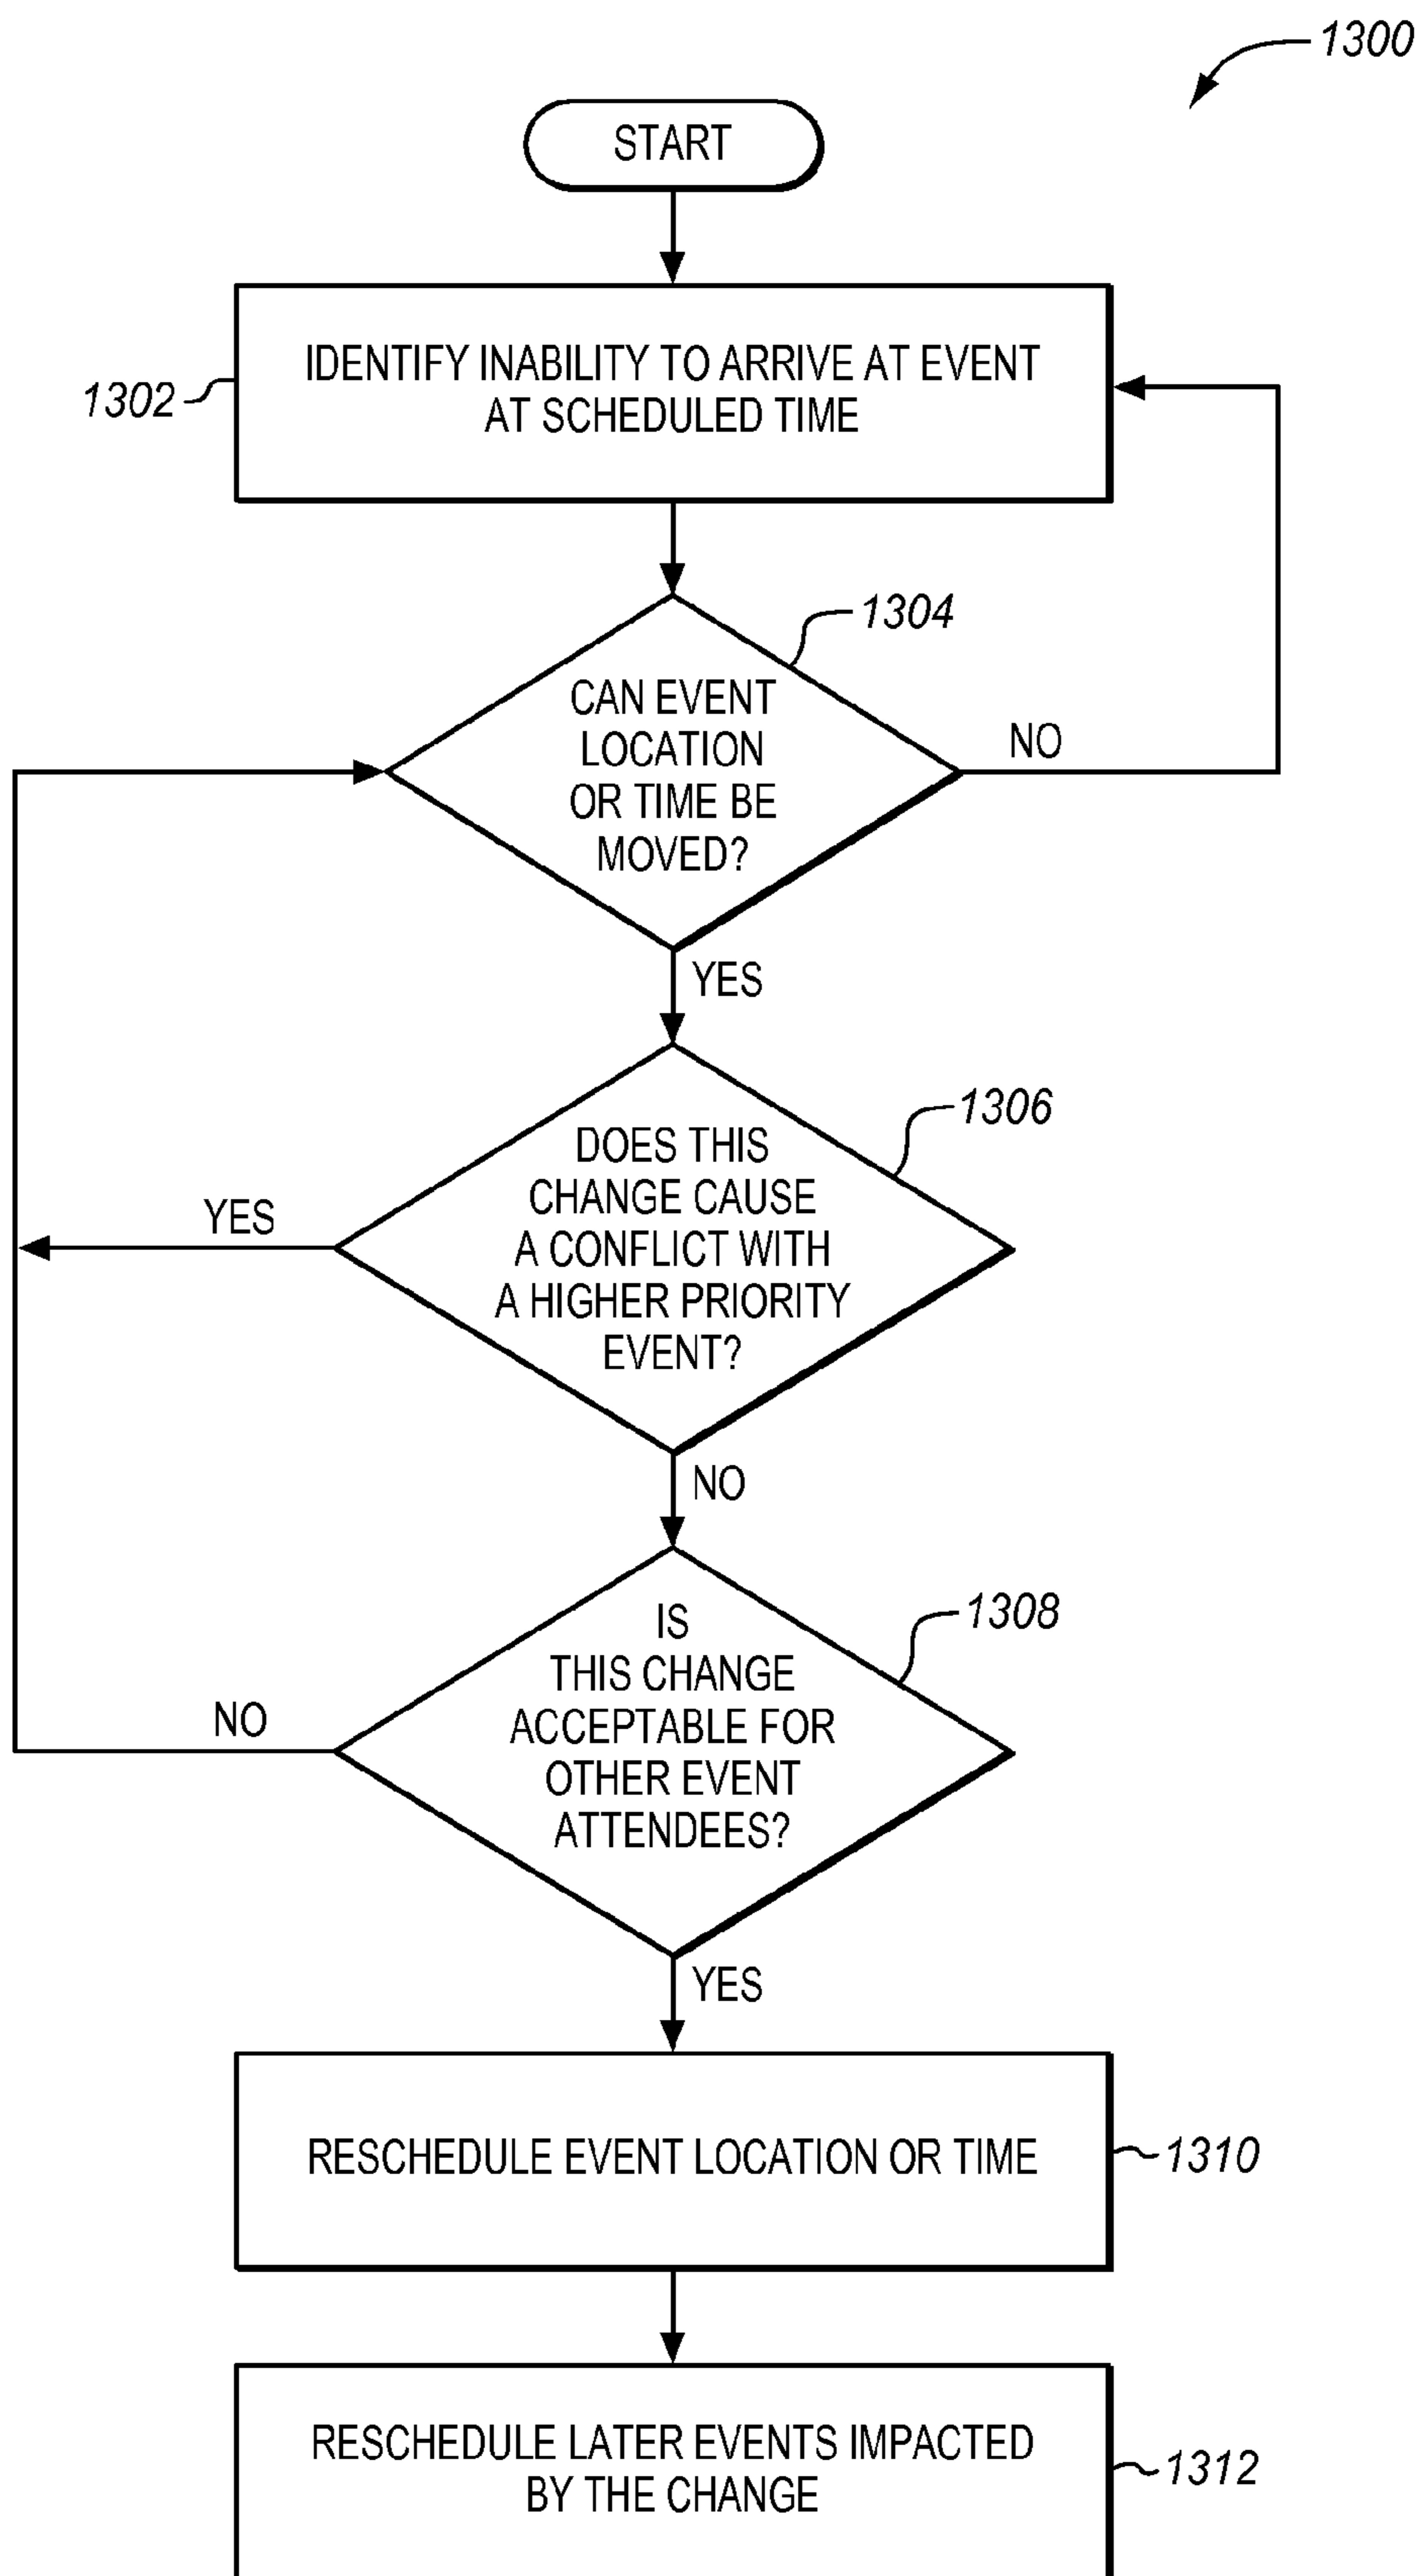 1300
START
IDENTIFY INABILITY TO ARRIVE AT EVENT
AT SCHEDULED TIME
1302
1304
CAN EVENT
LOCATION
OR TIME BE
MOVED?
NO
YES
1306
DOES THIS
CHANGE CAUSE
A CONFLICT WITH
A HIGHER PRIORITY
EVENT?
YES
NO
1308
IS
THIS CHANGE
ACCEPTABLE FOR
OTHER EVENT
ATTENDEES?
NO
YES
RESCHEDULE EVENT LOCATION OR TIME
1310
RESCHEDULE LATER EVENTS IMPACTED
BY THE CHANGE
1312